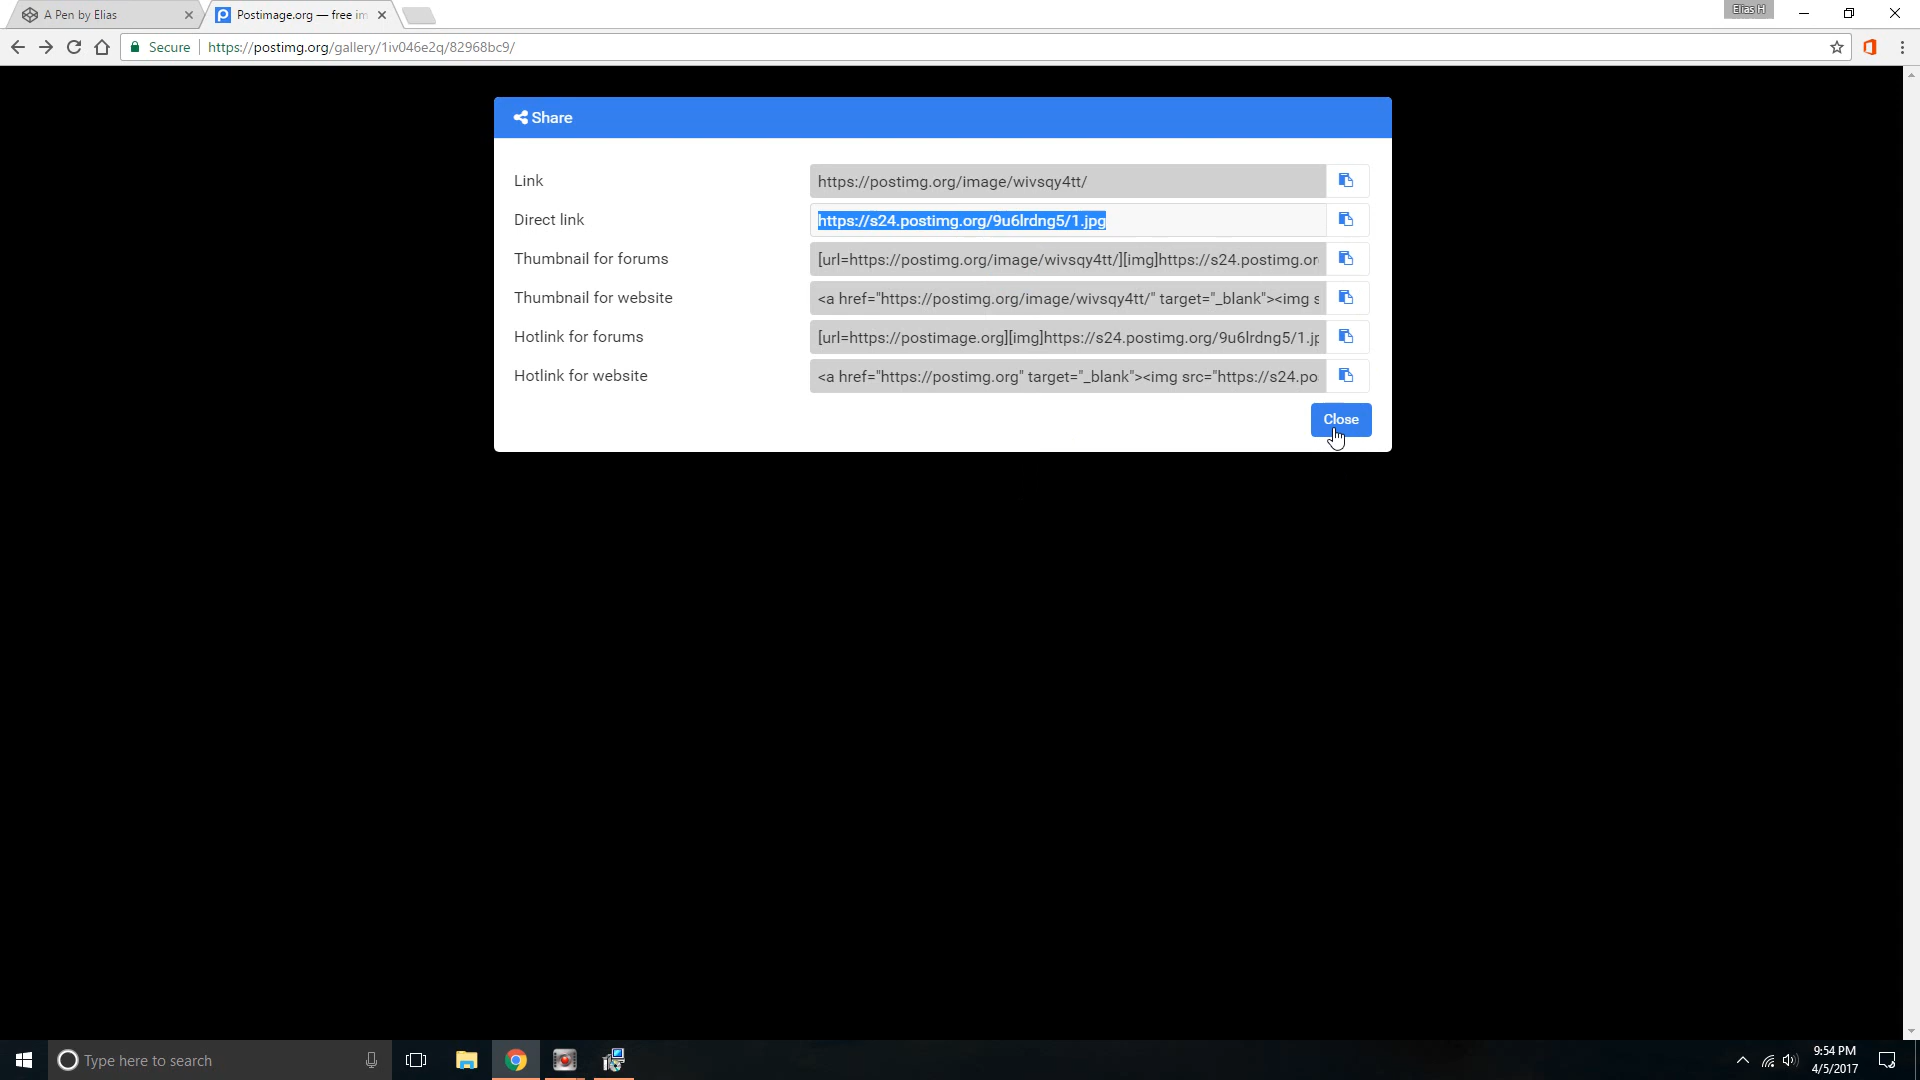 A Pen by Elias
Postimage.org — free im
Elias H
Secure
https://postimg.org/gallery/1iv046e2q/82968bc9/
Share
Link
https://postimg.org/image/wivsqy4tt/
Direct link
https://s24.postimg.org/9u6lrdng5/1.jpg
Thumbnail for forums
[url=https://postimg.org/image/wivsqy4tt/][img]https://s24.postimg.or
Thumbnail for website
<a href="https://postimg.org/image/wivsqy4tt/" target="_blank"><img s
Hotlink for forums
[url=https://postimage.org][img]https://s24.postimg.org/9u6lrdng5/1.jp
Hotlink for website
<a href="https://postimg.org" target="_blank"><img src="https://s24.po
Close
Type here to search
9:54 PM
4/5/2017